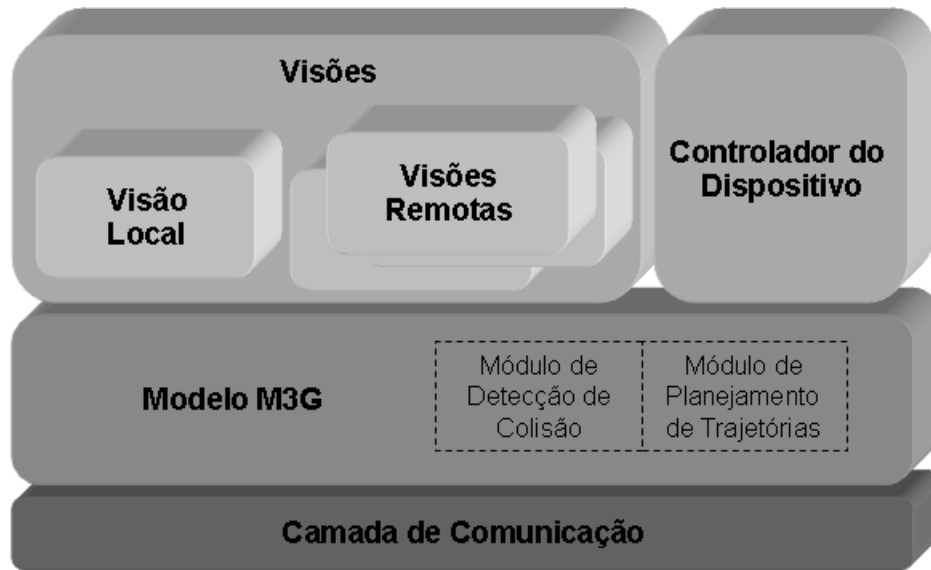 Visões
Visão
Local
Visões
Remotas
Controlador do
Dispositivo
Modelo M3G
Módulo de
Detecção de
Colisão
Módulo de
Planejamento
de Trajetórias
Camada de Comunicação